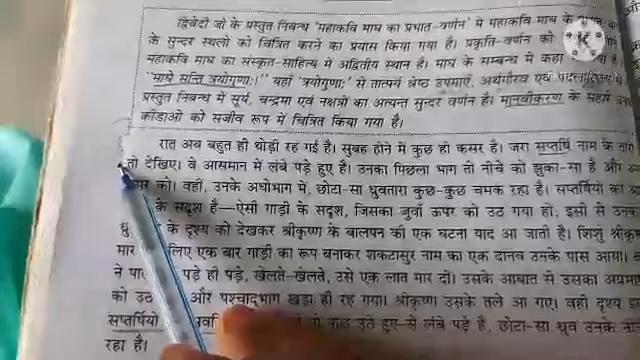 द्विवेदी जी के प्रस्तुत निबन्ध 'महाकवि माघ का प्रभात-वर्णन' में महाकवि माघ के
के सुन्दर स्थलों को चित्रित करने का प्रयास किया गया है। प्रकृति-वर्णन की
महाकवि माघ का संस्कृत-साहित्य में अद्वितीय स्थान है। माघ के सम्बन्ध में कहा
"माघे सन्ति त्रयोगुणाः।" यहाँ 'त्रयोगुणाः' से तात्पर्य श्रेष्ठ उपमाएँ, अर्थगौरव एवं
प्रस्तुत निबन्ध में सूर्य, चन्द्रमा एवं नक्षत्रों का अत्यन्त सुन्दर वर्णन है। मानवीकरण के सहारे
क्रीडाओं को सजीव रूप में चित्रित किया गया है।
रात अब बहुत ही थोड़ी रह गई है। सुबह होने में कुछ ही कसर है। जरा सप्तर्षि नाम के
तो देखिए। वे आसमान में लंबे पड़े हुए है। उनका पिछला भाग तो नीचे को झुका-सा है और
को। वहीं, उनके अधोभाग में, छोटा-सा ध्रुवतारा कुछ-कुछ चमक रहा है। सप्तर्षियों का
के सदृश है—ऐसी गाड़ी के सदृश, जिसका जुवाँ ऊपर को उठ गया हो; इसी से उनके
के दृश्य को देखकर श्रीकृष्ण के बालपन की एक घटना याद आ जाती है। शिशु
लिए एक बार गाड़ी का रूप बनाकर शकटासुर नाम का एक दानव उनके पास आया।
ने पड़े ही पड़े, खेलते-खेलते, उसे एक लात मार दी। उसके आघात से उसका
को और पश्चाद्भाग खड़ा ही रह गया। श्रीकृष्ण उसके तले आ गए। वही दृश्य
सप्तर्षियों कुछ उठे हुए-से लंबे पड़े है, छोटा-सा ध्रुव उनके
रहा है।